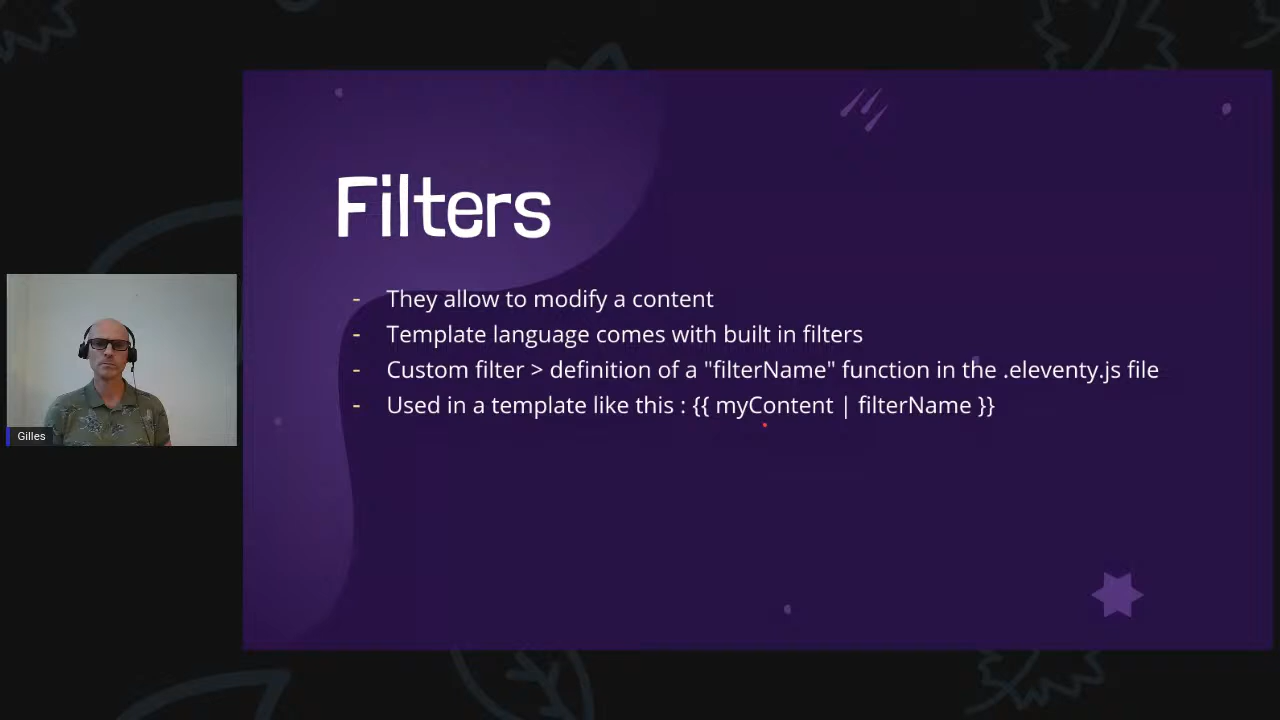 Filters
- They allow to modify a content
- Template language comes with built in filters
- Custom filter > definition of a "filterName" function in the .eleventy.js file
- Used in a template like this : {{ myContent | filterName }}
Gilles